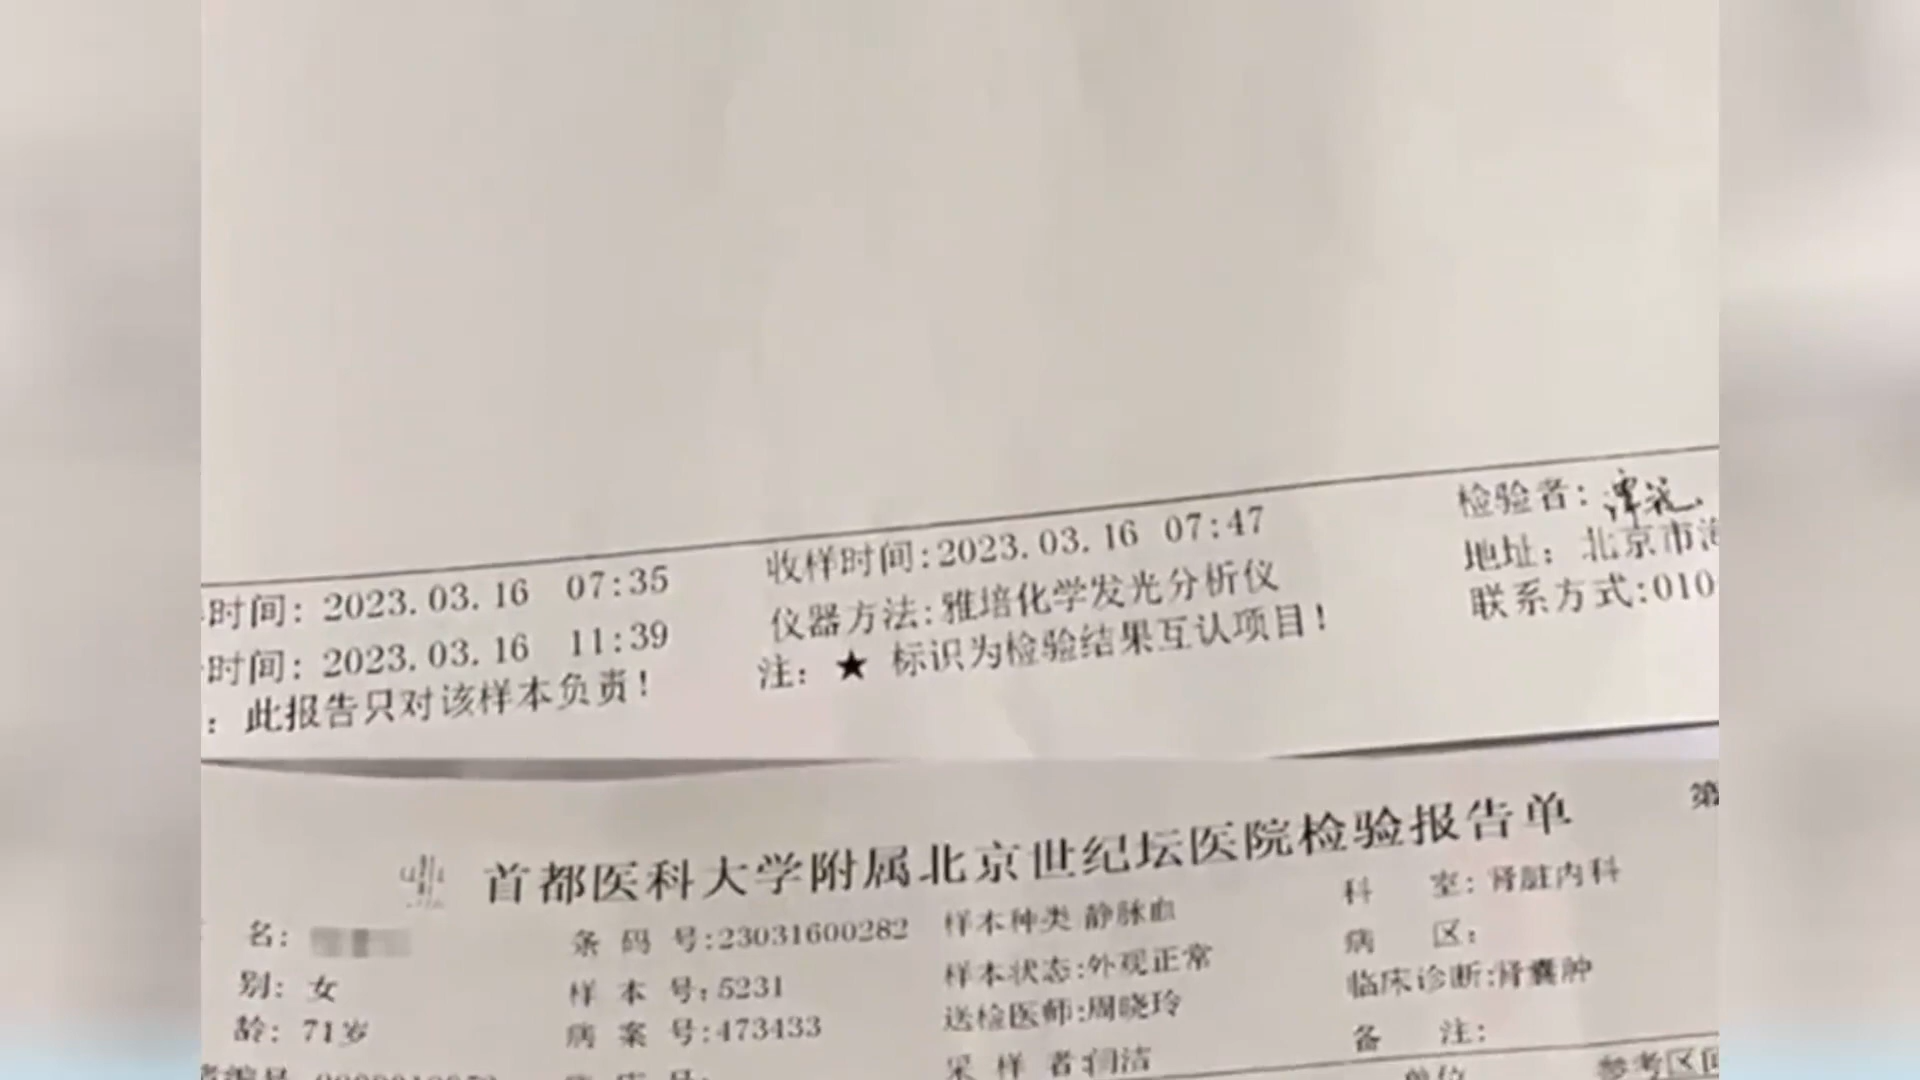 时间: 2023.03.16 07:35
收样时间:2023.03.16 07:47
检验者:
时间: 2023.03.16 11:39
仪器方法:雅培化学发光分析仪
地址: 北京市海
: 此报告只对该样本负责!
注: ★ 标识为检验结果互认项目!
联系方式:010
第
首都医科大学附属北京世纪坛医院检验报告单
名:
条 码 号:23031600282
样本种类 静脉血
科 室: 肾脏内科
别: 女
样 本 号: 5231
样本状态:外观正常
病 区:
龄: 71岁
病 案 号:473433
送检医师:周晓玲
临床诊断:肾囊肿
采 样 者:闫洁
备 注:
单位
参考区间